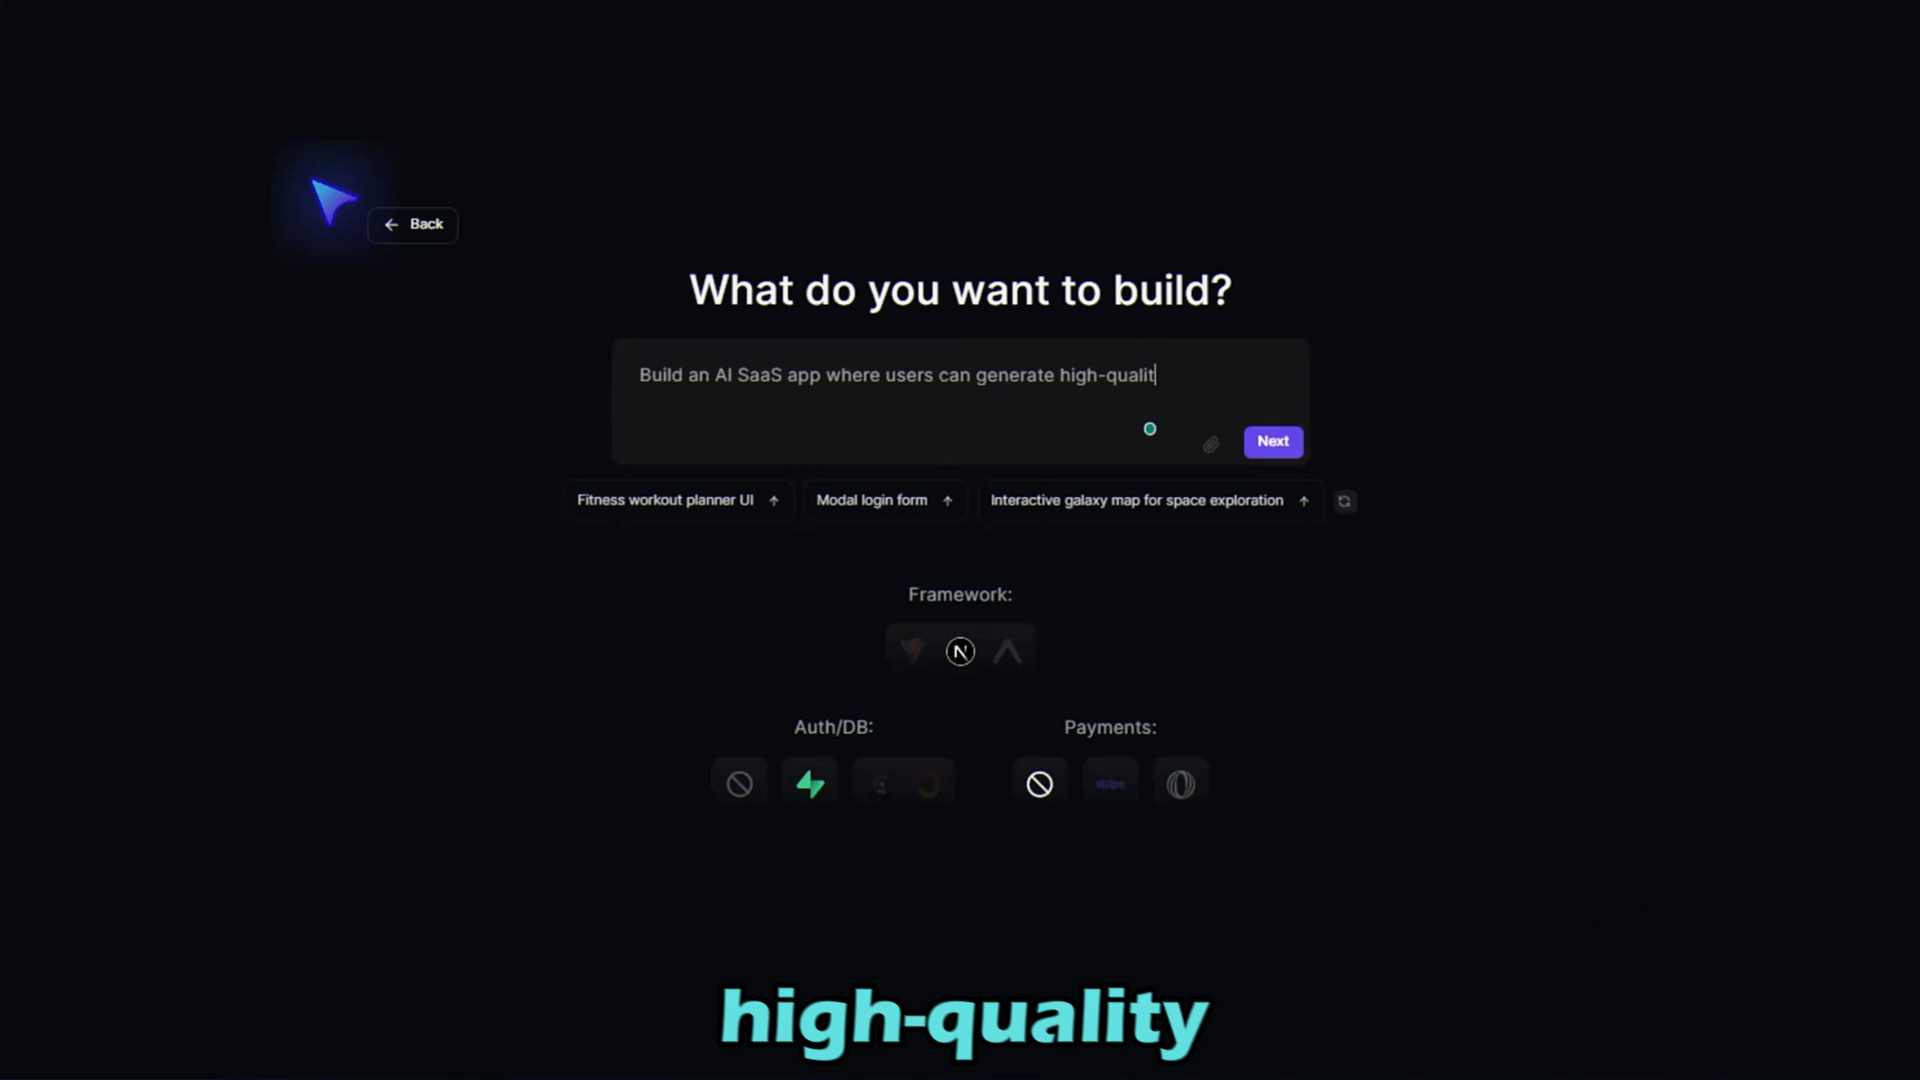 Back
What do you want to build?
Build an AI SaaS app where users can generate high-qualit
Next
Fitness workout planner UI
Modal login form
Interactive galaxy map for space exploration
Framework:
N
Auth/DB:
Payments:
stripe
high-quality